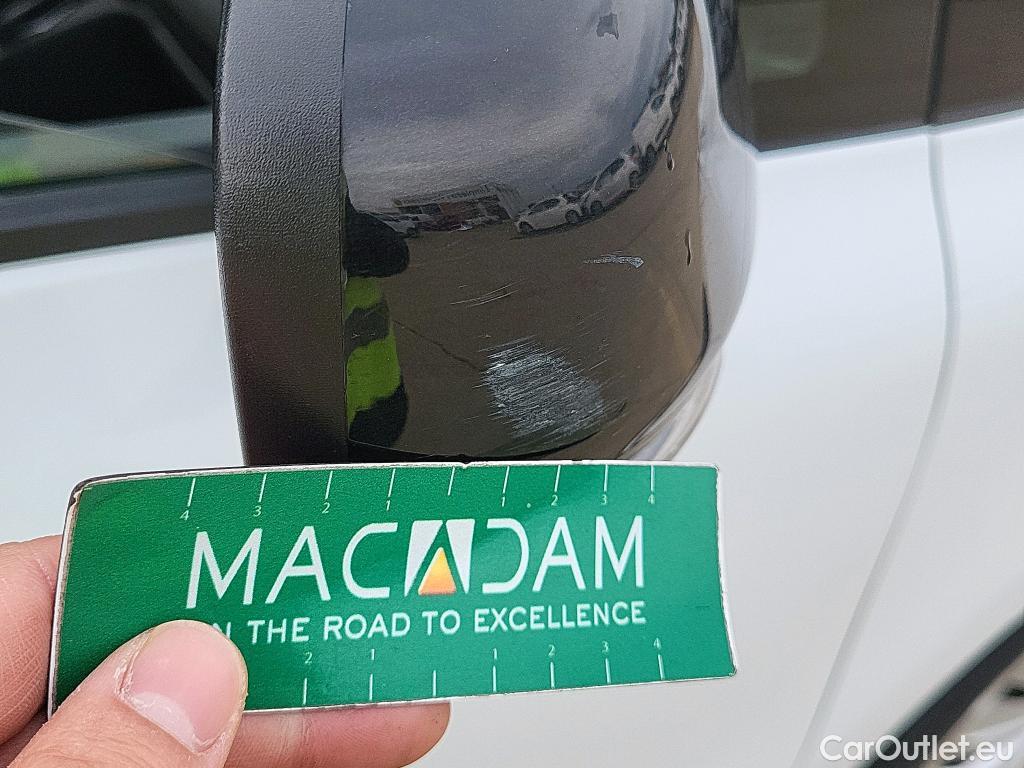 4 3 2 1 1 2 3 4
MACADAM
N THE ROAD TO EXCELLENCE
2 1 1 2 3 4
CarOutlet.eu